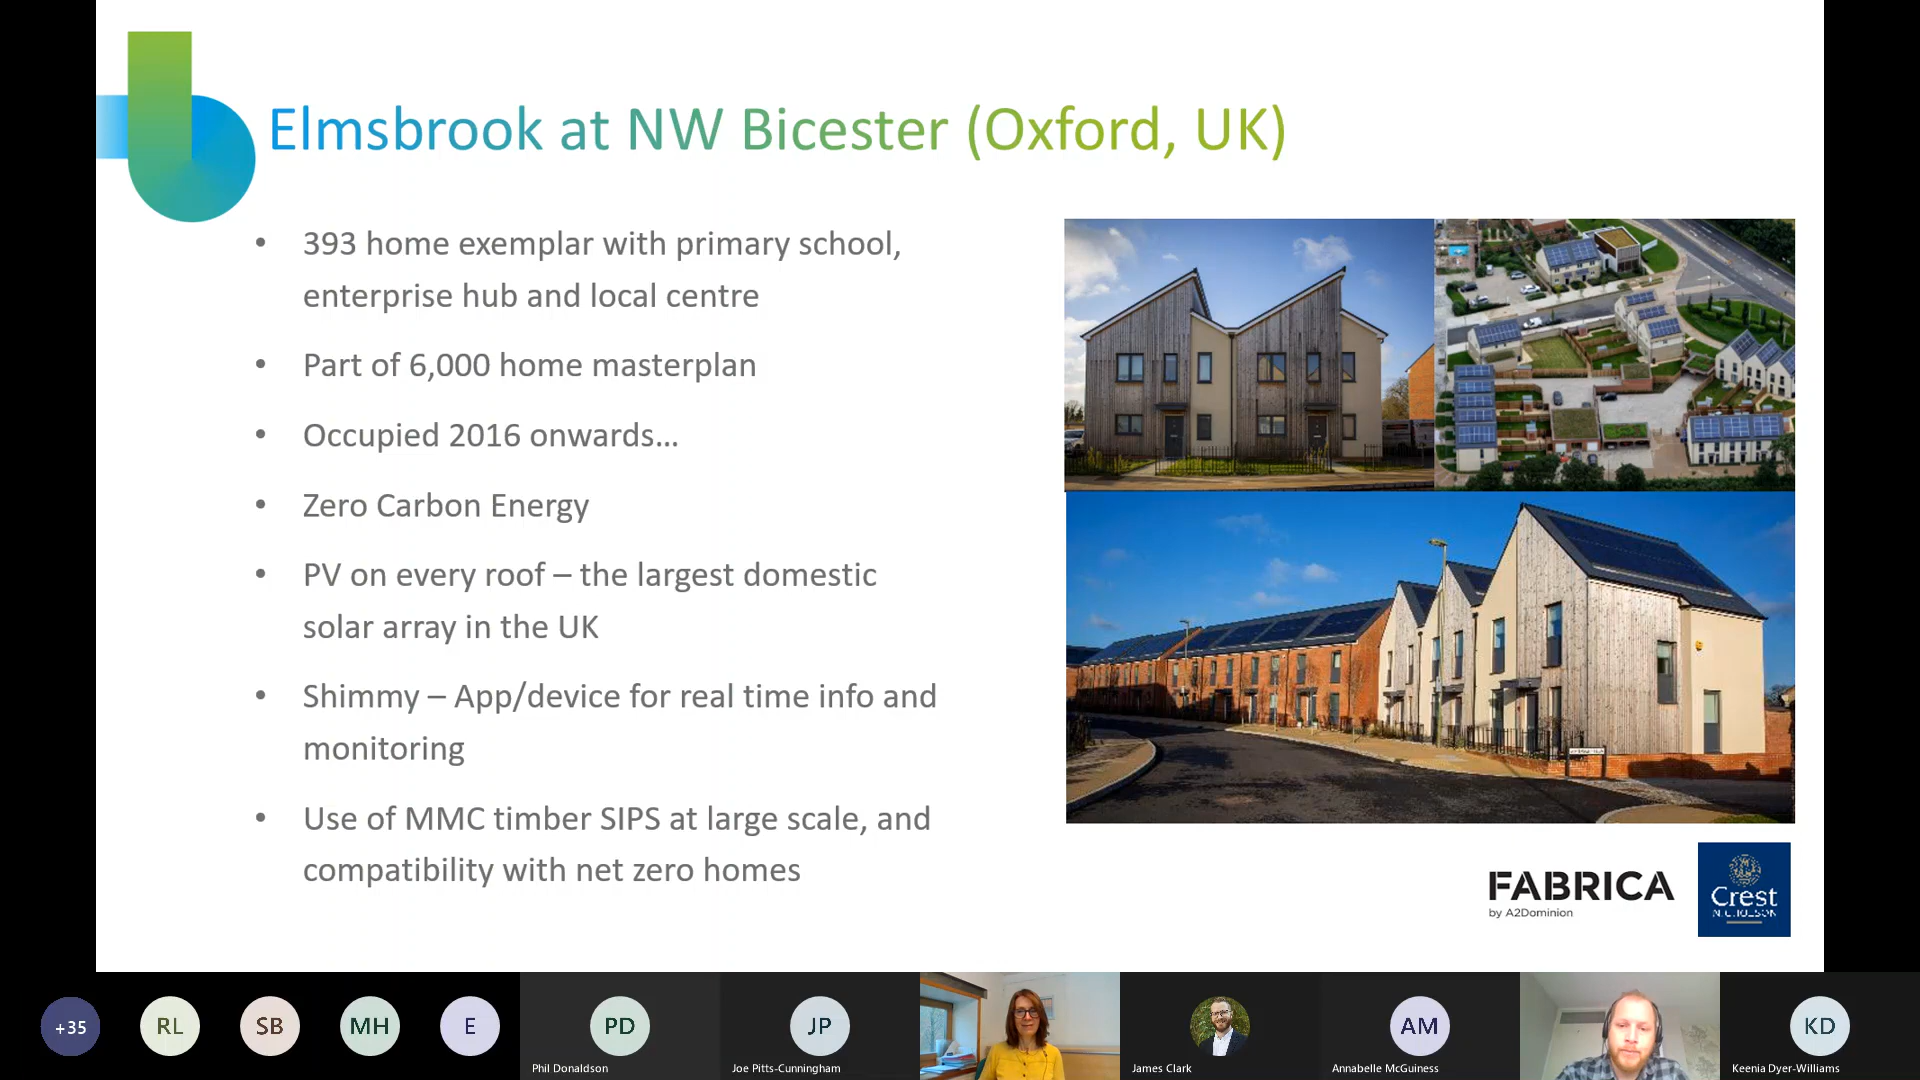 Elmsbrook at NW Bicester (Oxford, UK)
• 393 home exemplar with primary school,
enterprise hub and local centre
• Part of 6,000 home masterplan
• Occupied 2016 onwards...
• Zero Carbon Energy
• PV on every roof – the largest domestic
solar array in the UK
• Shimmy – App/device for real time info and
monitoring
• Use of MMC timber SIPS at large scale, and
compatibility with net zero homes
FABRICA
by A2Dominion
Crest
NICHOLSON
+35
RL
SB
MH
E
PD
Phil Donaldson
JP
Joe Pitts-Cunningham
James Clark
AM
Annabelle McGuiness
KD
Keenia Dyer-Williams